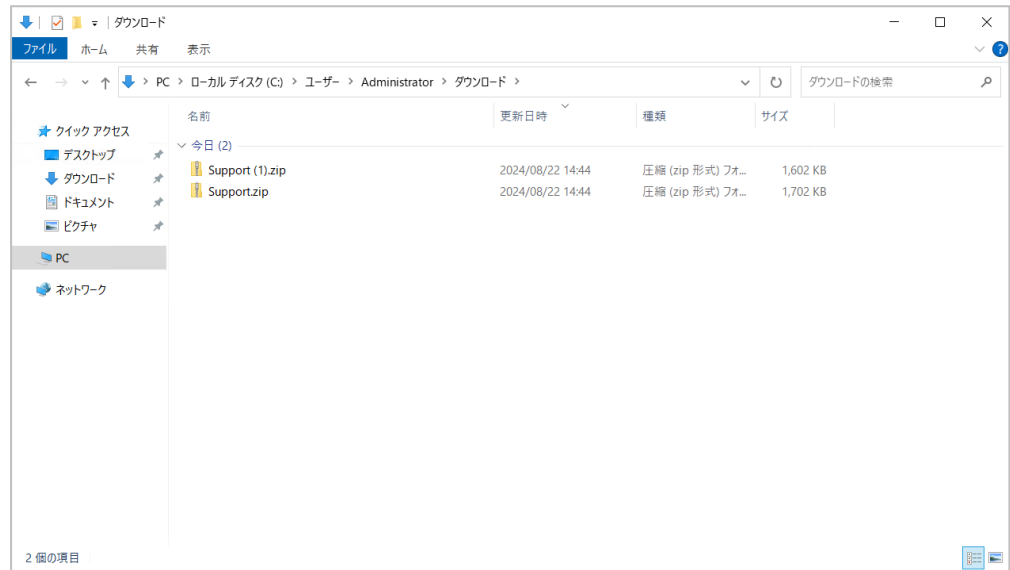 ダウンロード
ファイル ホーム 共有 表示
PC > ローカル ディスク (C:) > ユーザー > Administrator > ダウンロード > ダウンロードの検索
名前 更新日時 種類 サイズ
クイック アクセス
デスクトップ
ダウンロード
ドキュメント
ピクチャ
PC
ネットワーク
今日 (2)
Support (1).zip 2024/08/22 14:44 圧縮 (zip 形式) フォ... 1,602 KB
Support.zip 2024/08/22 14:44 圧縮 (zip 形式) フォ... 1,702 KB
2 個の項目